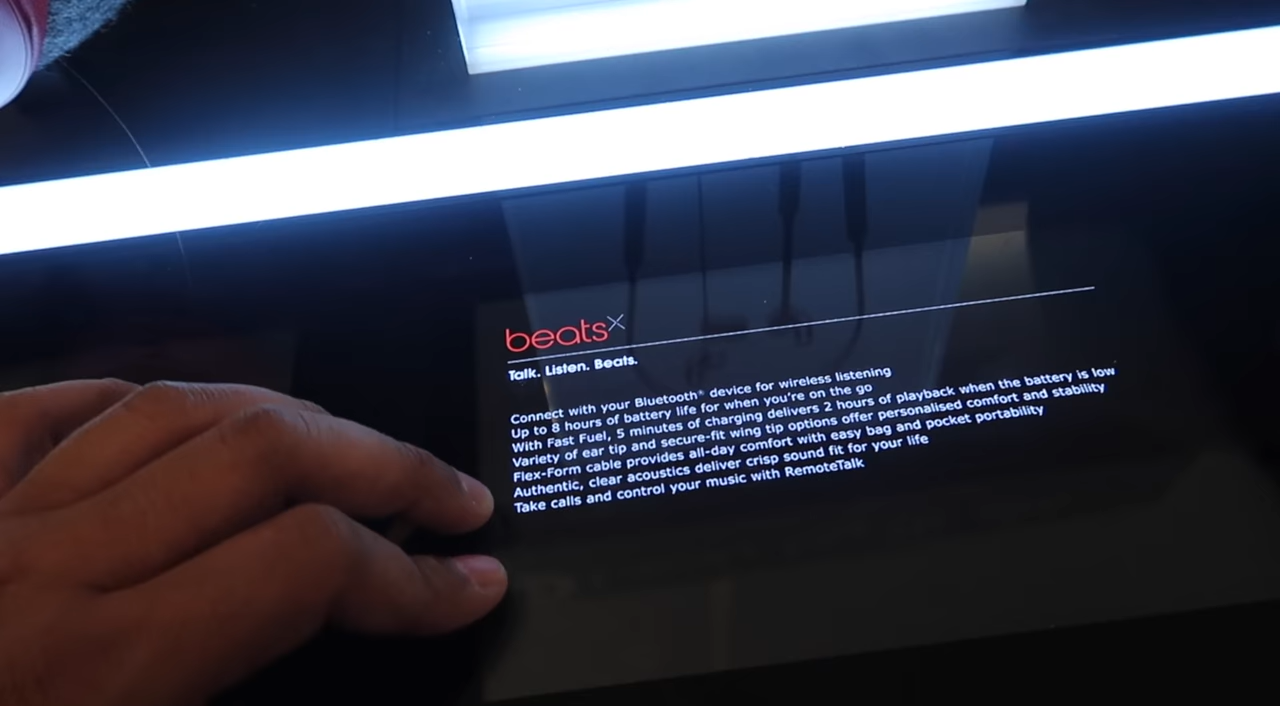 beatsx
Talk. Listen. Beats.
Connect with your Bluetooth® device for wireless listening
Up to 8 hours of battery life for when you're on the go
With Fast Fuel, 5 minutes of charging delivers 2 hours of playback when the battery is low
Variety of ear tip and secure-fit wing tip options offer personalised comfort and stability
Flex-Form cable provides all-day comfort with easy bag and pocket portability
Authentic, clear acoustics deliver crisp sound fit for your life
Take calls and control your music with RemoteTalk